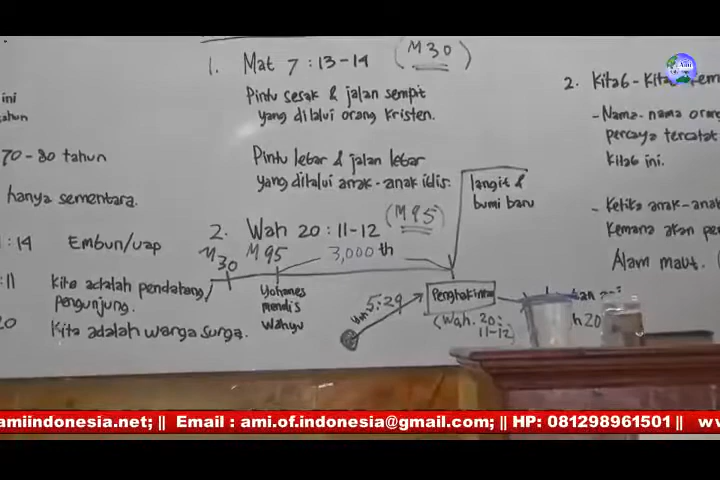 ini
tahun
70-80 tahun
hanya sementara.
:14 Embun/uap
:11 Kita adalah pendatang/
pengunjung.
20 Kita adalah warga surga.
1. Mat 7:13-14 (M30)
Pintu sesak & jalan sempit
yang dilalui orang Kristen.
Pintu lebar & jalan lebar
yang dilalui anak-anak iblis.
2. Wah 20:11-12 (M95)
M30 M95 3,000 th
Yohanes
menulis
Wahyu
5:29
Penghakiman
(Wah. 20:
11-12)
langit &
bumi baru
2. Kitab-Kitab
- Nama-nama orang
percaya tercatat
kitab ini.
- Ketika anak-anak
kemana akan
Alam maut.
h20
Ami
amiindonesia.net; || Email : ami.of.indonesia@gmail.com || HP: 081298961501 || w